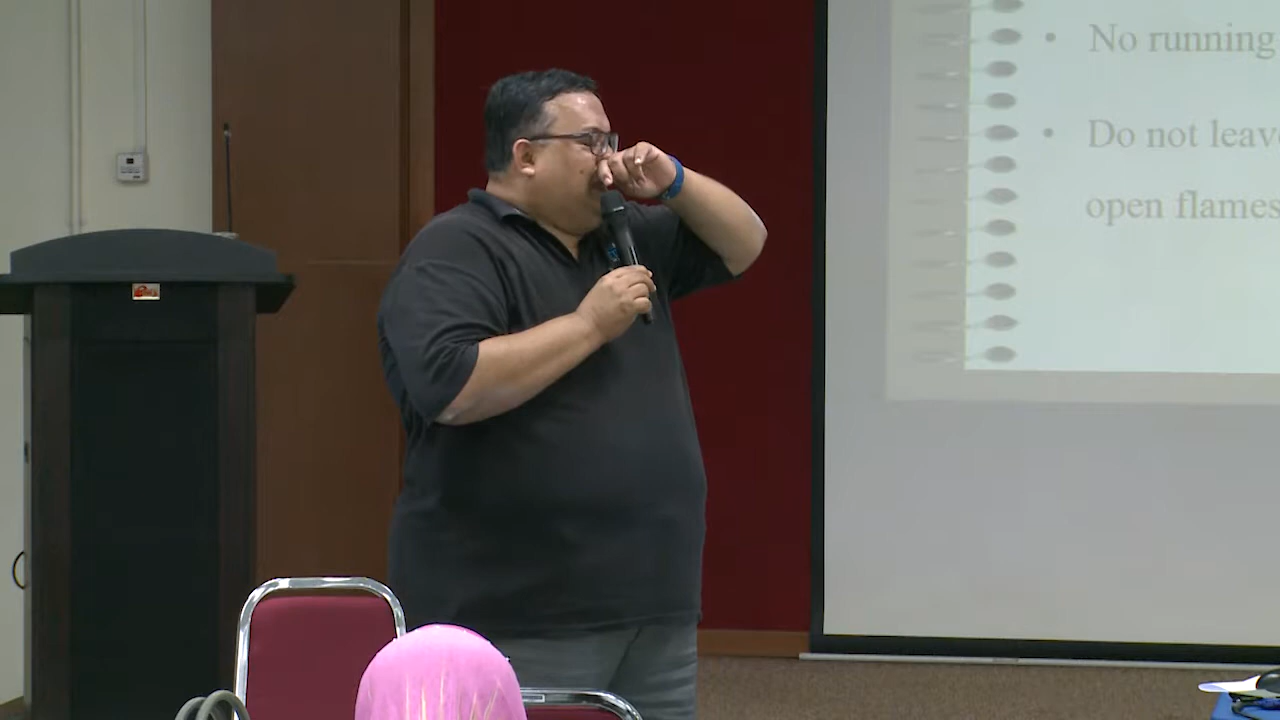 • No running
• Do not leave
open flames